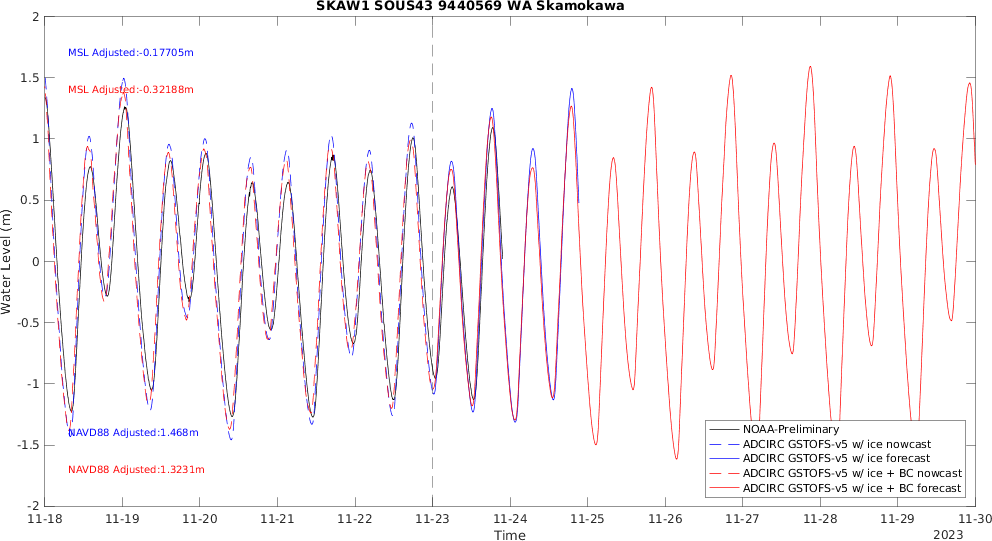 SKAW1 SOUS43 9440569 WA Skamokawa
2
1.5
1
0.5
0
-0.5
-1
-1.5
-2
Water Level (m)
MSL Adjusted:-0.17705m
MSL Adjusted:-0.32188m
NAVD88 Adjusted:1.468m
NAVD88 Adjusted:1.3231m
NOAA-Preliminary
ADCIRC GSTOFS-v5 w/ ice nowcast
ADCIRC GSTOFS-v5 w/ ice forecast
ADCIRC GSTOFS-v5 w/ ice + BC nowcast
ADCIRC GSTOFS-v5 w/ ice + BC forecast
11-18 11-19 11-20 11-21 11-22 11-23 11-24 11-25 11-26 11-27 11-28 11-29 11-30
Time
2023